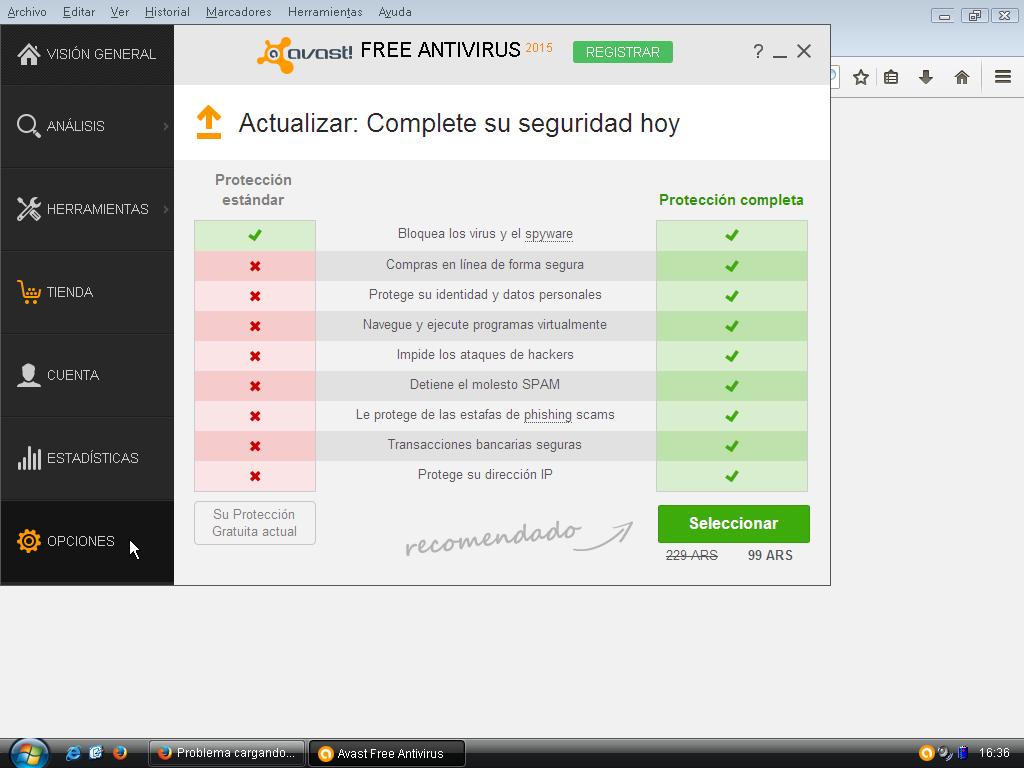 Archivo Editar Ver Historial Marcadores Herramientas Ayuda
VISIÓN GENERAL
ANÁLISIS
HERRAMIENTAS
TIENDA
CUENTA
ESTADÍSTICAS
OPCIONES
avast! FREE ANTIVIRUS 2015 REGISTRAR ?
Actualizar: Complete su seguridad hoy
Protección
estándar
Protección completa
Bloquea los virus y el spyware
Compras en línea de forma segura
Protege su identidad y datos personales
Navegue y ejecute programas virtualmente
Impide los ataques de hackers
Detiene el molesto SPAM
Le protege de las estafas de phishing scams
Transacciones bancarias seguras
Protege su dirección IP
Su Protección
Gratuita actual
recomendado
Seleccionar
229 ARS 99 ARS
Problema cargando... Avast Free Antivirus 16:36